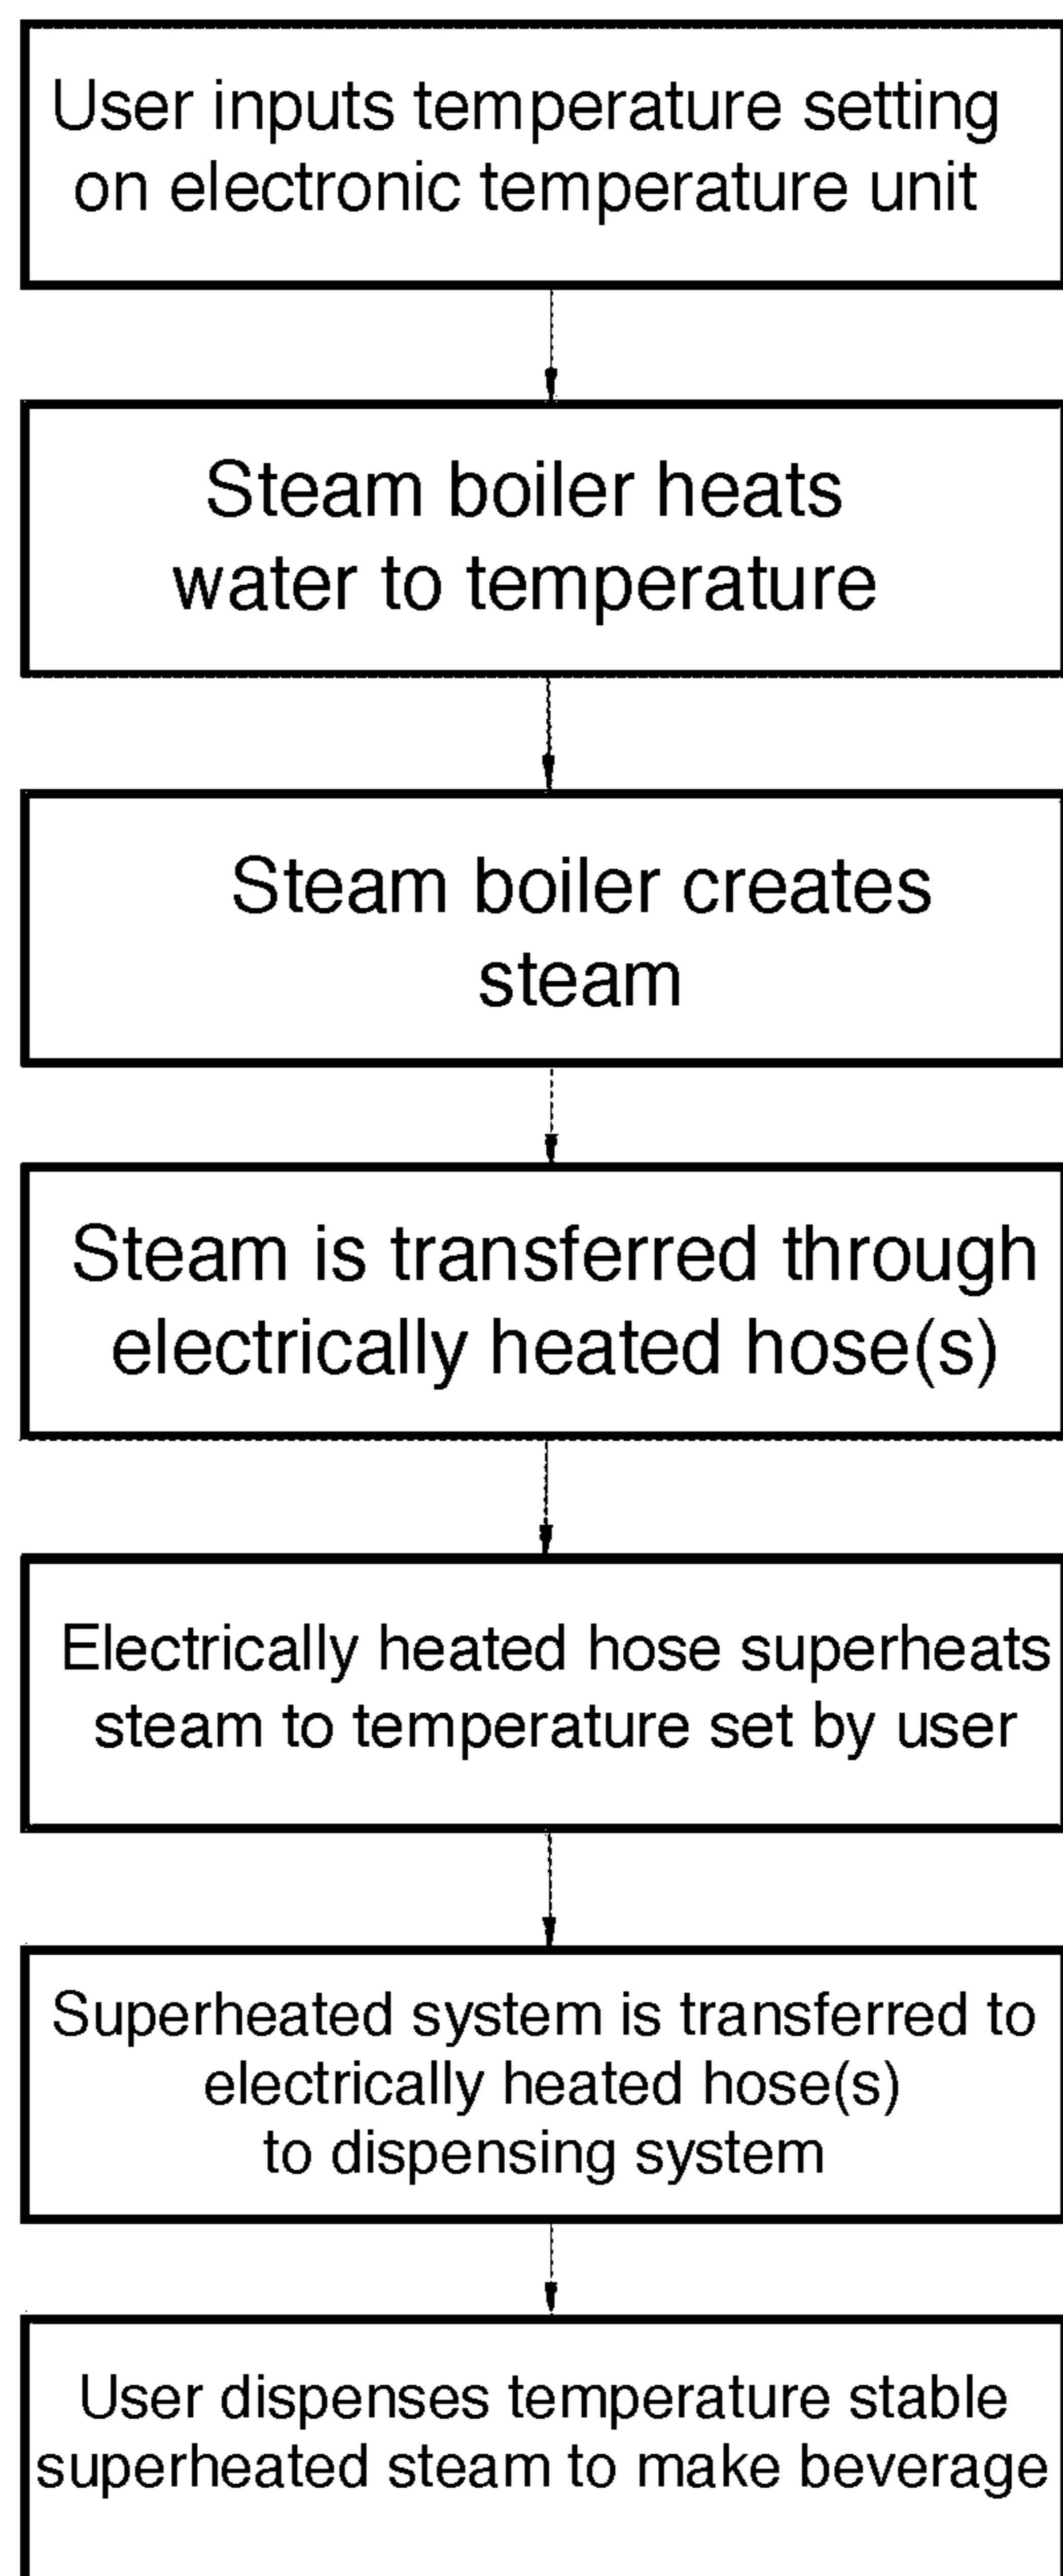 User inputs temperature setting
on electronic temperature unit
Steam boiler heats
water to temperature
Steam boiler creates
steam
Steam is transferred through
electrically heated hose(s)
Electrically heated hose superheats
steam to temperature set by user
Superheated system is transferred to
electrically heated hose(s)
to dispensing system
User dispenses temperature stable
superheated steam to make beverage